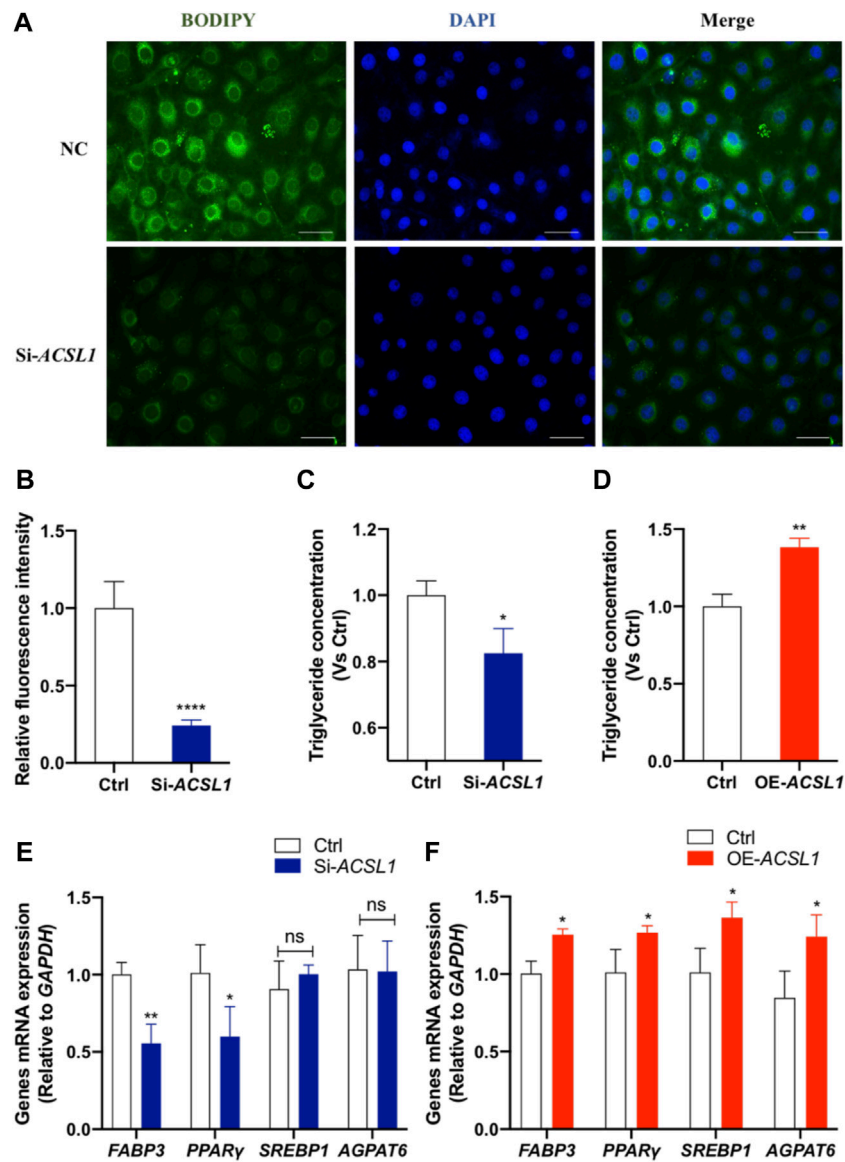 A
BODIPY
DAPI
Merge
NC
Si-ACSL1
B
C
D
Relative fluorescence intensity
1.5
1.0
0.5
0.0
****
Ctrl
Si-ACSL1
Triglyceride concentration
(Vs Ctrl)
1.2
1.0
0.8
0.6
*
Ctrl
Si-ACSL1
Triglyceride concentration
(Vs Ctrl)
1.5
1.0
1.5
0.0
**
Ctrl
OE-ACSL1
E
Ctrl
Si-ACSL1
Genes mRNA expression
(Relative to GAPDH)
1.5
1.0
0.5
0.0
**
*
ns
ns
FABP3
PPARγ
SREBP1
AGPAT6
F
Ctrl
OE-ACSL1
Genes mRNA expression
(Relative to GAPDH)
1.5
1.0
0.5
0.0
*
*
*
*
FABP3
PPARγ
SREBP1
AGPAT6